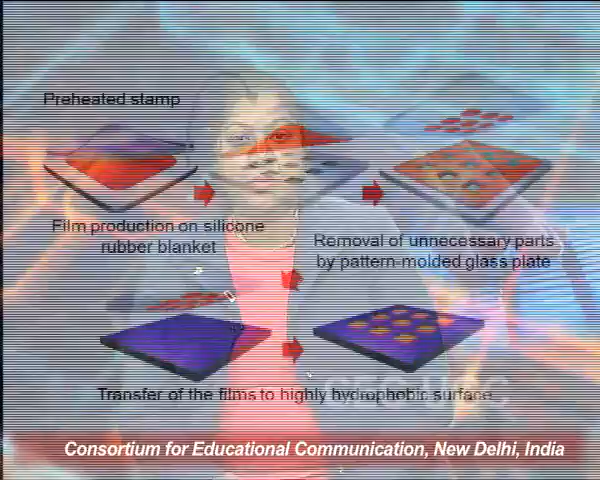 Preheated stamp
Film production on silicone
rubber blanket
Removal of unnecessary parts
by pattern-molded glass plate
Transfer of the films to highly hydrophobic surface
Consortium for Educational Communication, New Delhi, India